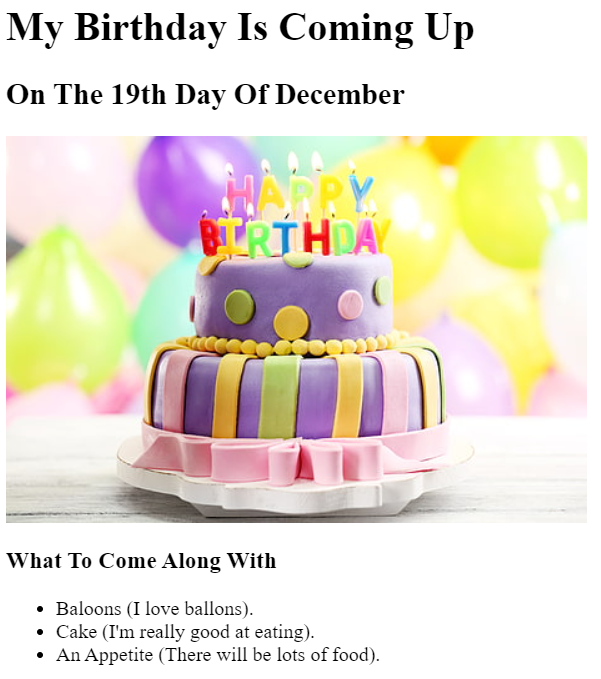 My Birthday Is Coming Up
On The 19th Day Of December
HAPPY
BIRTHDAY
What To Come Along With
Baloons (I love ballons).
Cake (I'm really good at eating).
An Appetite (There will be lots of food).